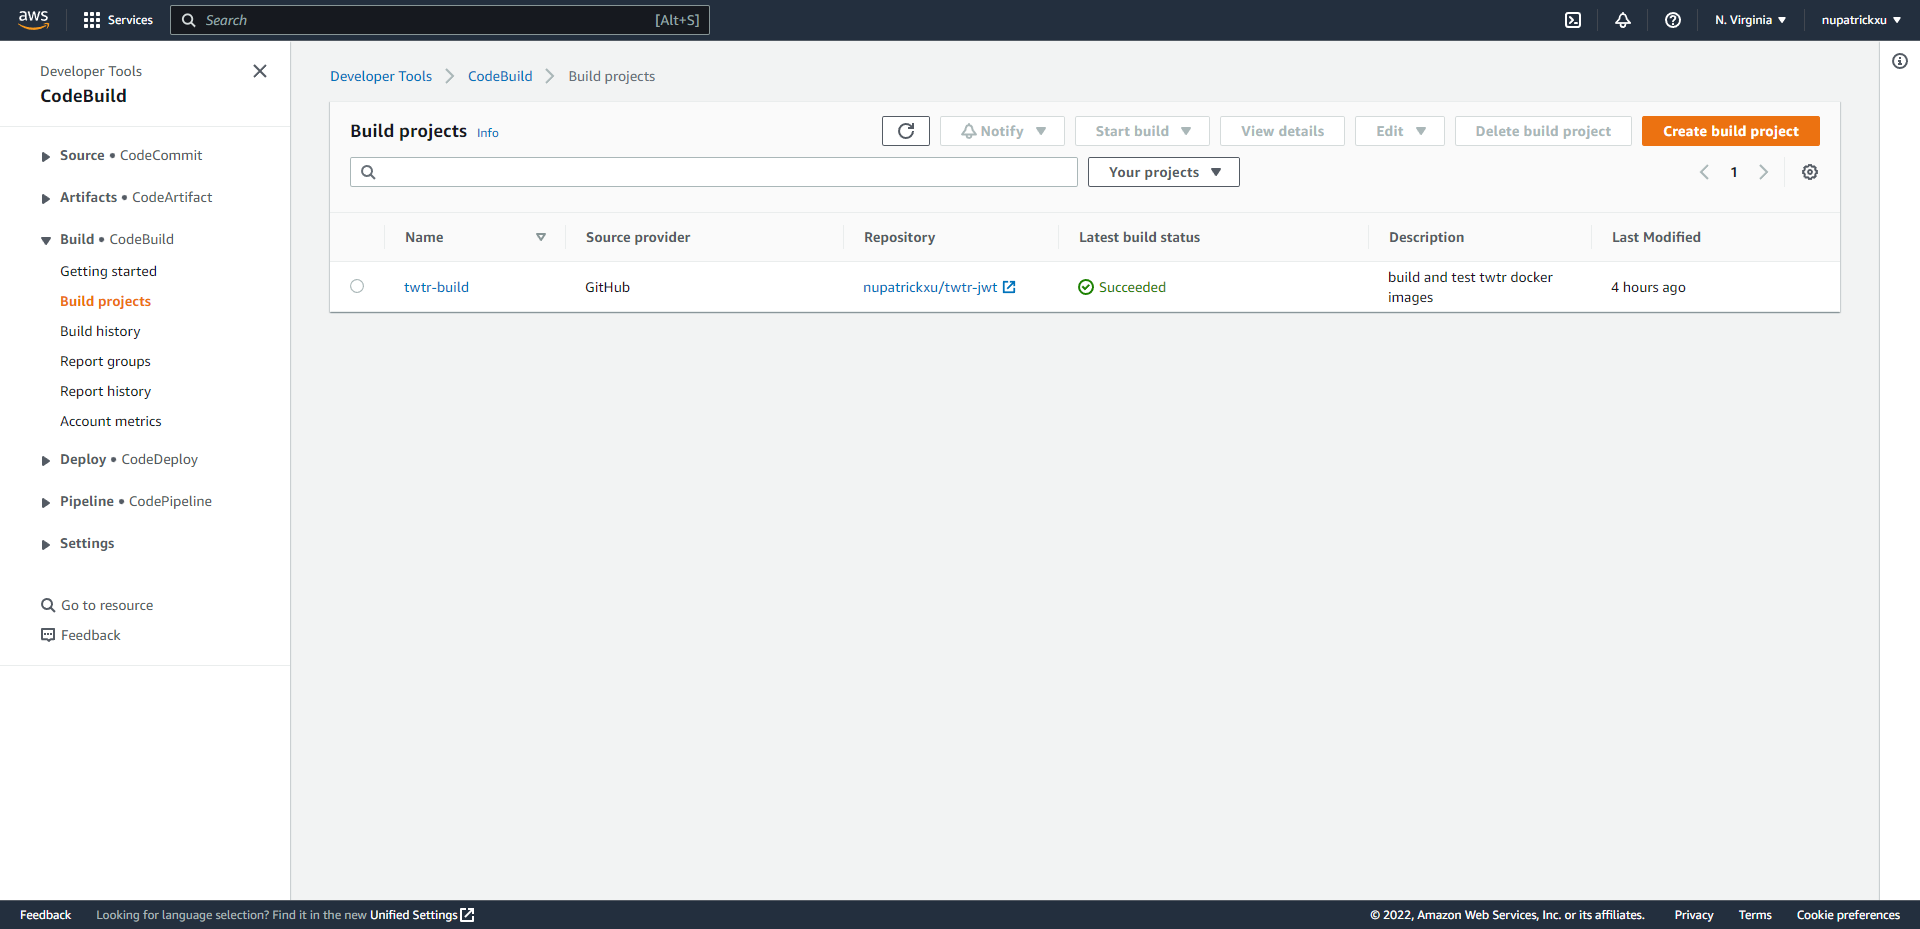 aws
Services
Search [Alt+S]
N. Virginia
nupatrickxu
Developer Tools
CodeBuild
Source • CodeCommit
Artifacts • CodeArtifact
Build • CodeBuild
Getting started
Build projects
Build history
Report groups
Report history
Account metrics
Deploy • CodeDeploy
Pipeline • CodePipeline
Settings
Go to resource
Feedback
Developer Tools > CodeBuild > Build projects
Build projects Info
Notify
Start build
View details
Edit
Delete build project
Create build project
Your projects
1
Name Source provider Repository Latest build status Description Last Modified
twtr-build GitHub nupatrickxu/twtr-jwt Succeeded build and test twtr docker
images 4 hours ago
Feedback Looking for language selection? Find it in the new Unified Settings
© 2022, Amazon Web Services, Inc. or its affiliates. Privacy Terms Cookie preferences